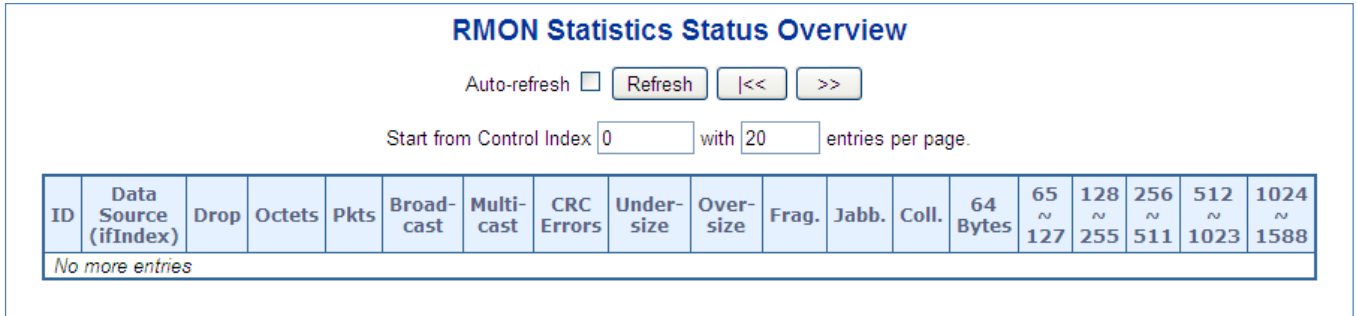 RMON Statistics Status Overview
Auto-refresh Refresh |<< >>
Start from Control Index 0 with 20 entries per page.
ID Data Source (ifIndex) Drop Octets Pkts Broad-cast Multi-cast CRC Errors Under-size Over-size Frag. Jabb. Coll. 64 Bytes 65 ~ 127 128 ~ 255 256 ~ 511 512 ~ 1023 1024 ~ 1588
No more entries